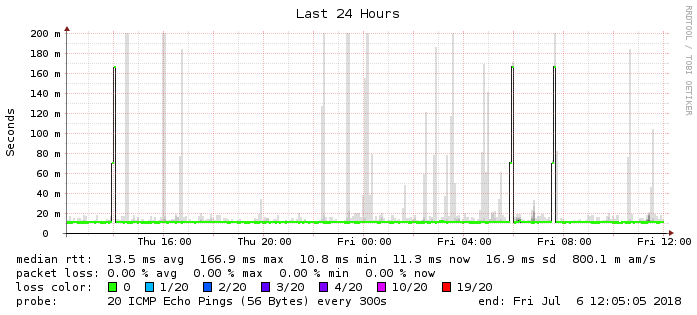 Last 24 Hours
RRDTOOL / TOBI OETIKER
Seconds
200 m
180 m
160 m
140 m
120 m
100 m
80 m
60 m
40 m
20 m
0
Thu 16:00 Thu 20:00 Fri 00:00 Fri 04:00 Fri 08:00 Fri 12:00
median rtt: 13.5 ms avg 166.9 ms max 10.8 ms min 11.3 ms now 16.9 ms sd 800.1 m am/s
packet loss: 0.00 % avg 0.00 % max 0.00 % min 0.00 % now
loss color: 0 1/20 2/20 3/20 4/20 10/20 19/20
probe: 20 ICMP Echo Pings (56 Bytes) every 300s end: Fri Jul 6 12:05:05 2018